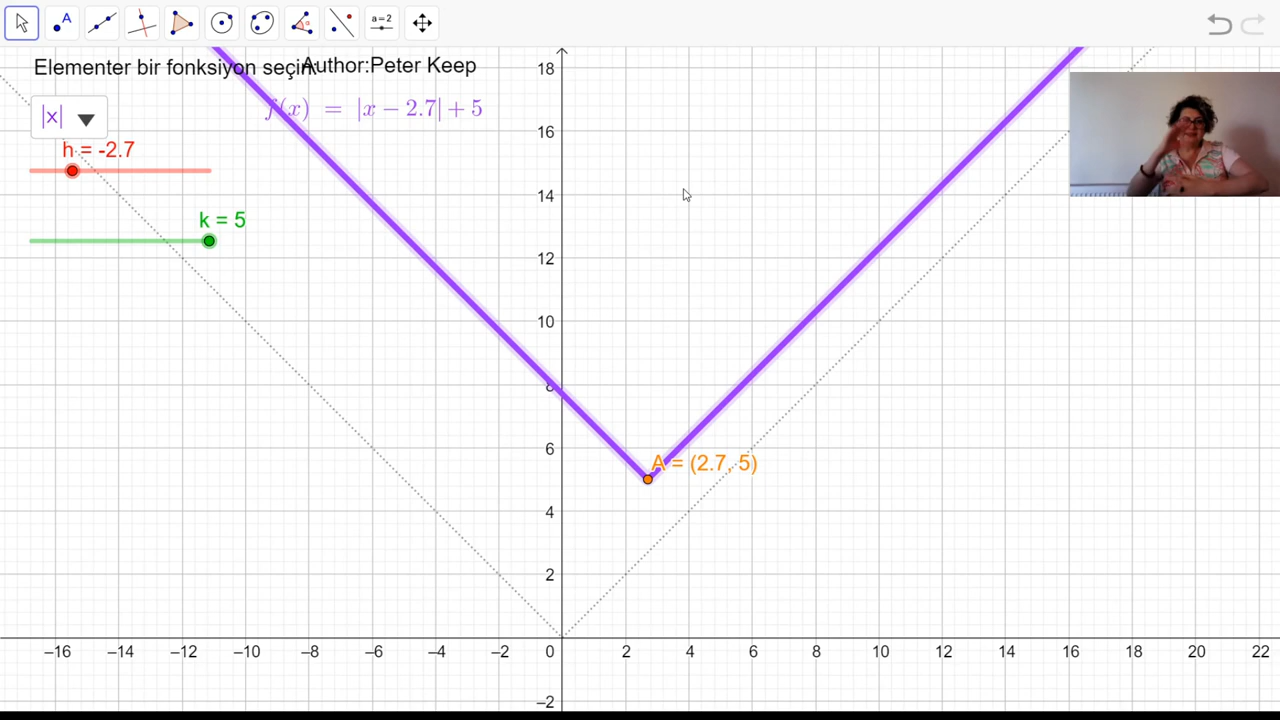 A
a=2
Elementer bir fonksiyon seçin:
Author:Peter Keep
f(x) = |x − 2.7| + 5
|x|
h = -2.7
k = 5
A = (2.7, 5)
18
16
14
12
10
8
6
4
2
–16 –14 –12 –10 –8 –6 –4 –2 0 2 4 6 8 10 12 14 16 18 20 22
–2